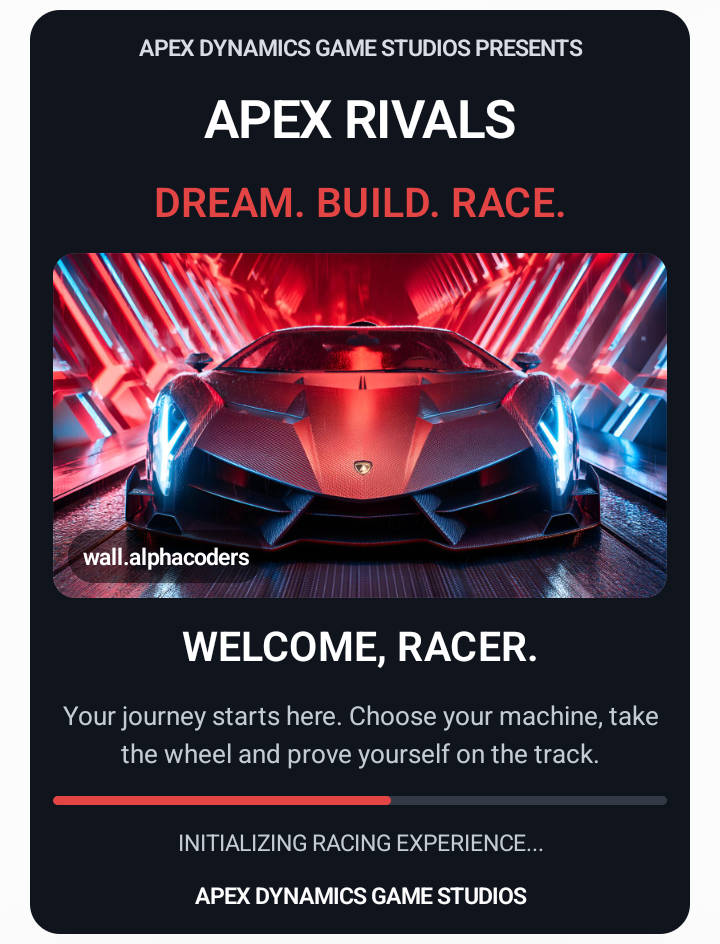 APEX DYNAMICS GAME STUDIOS PRESENTS
APEX RIVALS
DREAM. BUILD. RACE.
wall.alphacoders
WELCOME, RACER.
Your journey starts here. Choose your machine, take
the wheel and prove yourself on the track.
INITIALIZING RACING EXPERIENCE...
APEX DYNAMICS GAME STUDIOS